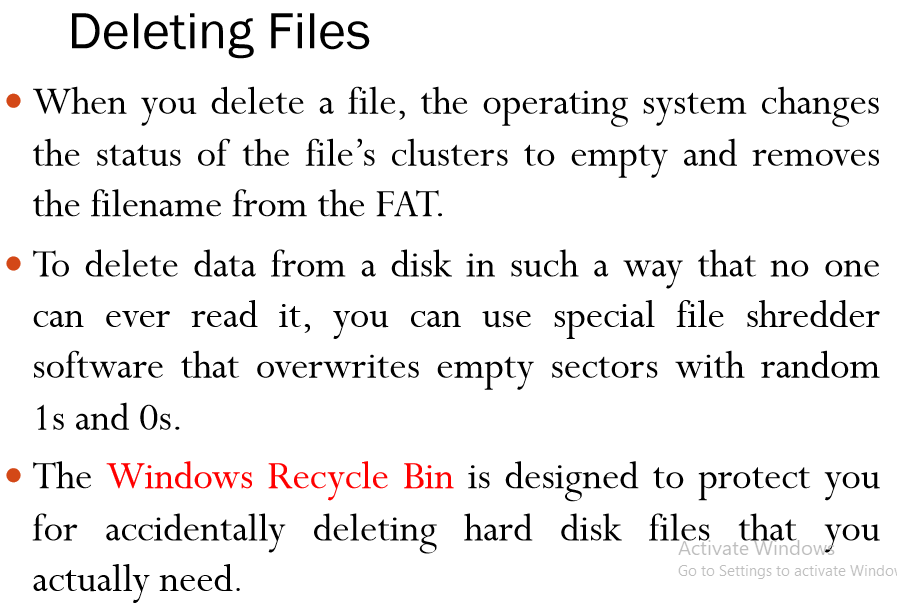 Deleting Files
• When you delete a file, the operating system changes
the status of the file’s clusters to empty and removes
the filename from the FAT.
• To delete data from a disk in such a way that no one
can ever read it, you can use special file shredder
software that overwrites empty sectors with random
1s and 0s.
• The Windows Recycle Bin is designed to protect you
for accidentally deleting hard disk files that you
actually need.
Activate Windows
Go to Settings to activate Windo